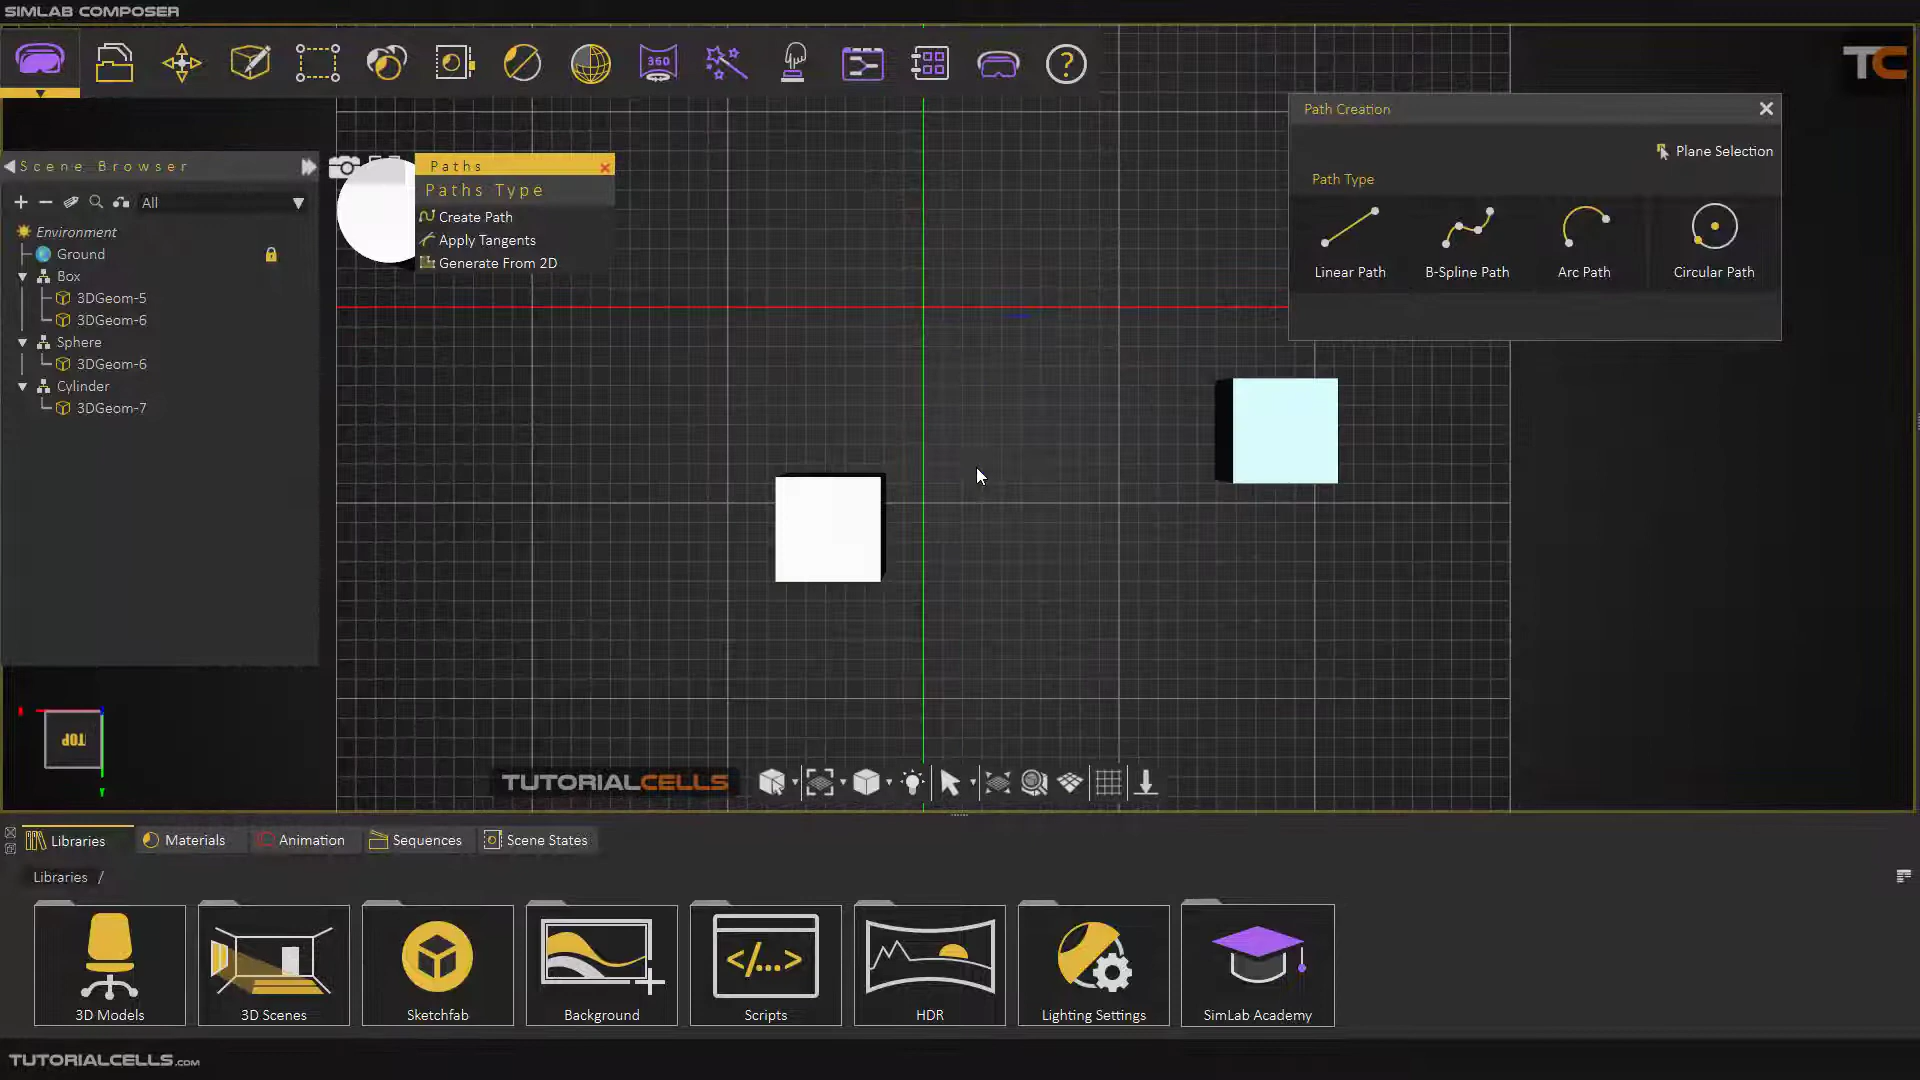 SIMLAB COMPOSER
360
?
TC
Path Creation
Plane Selection
Path Type
Linear Path
B-Spline Path
Arc Path
Circular Path
Scene Browser
All
Environment
Ground
Box
3DGeom-5
3DGeom-6
Sphere
3DGeom-6
Cylinder
3DGeom-7
Paths
Paths Type
Create Path
Apply Tangents
Generate From 2D
TOP
TUTORIALCELLS
Libraries
Materials
Animation
Sequences
Scene States
Libraries /
</...>
3D Models
3D Scenes
Sketchfab
Background
Scripts
HDR
Lighting Settings
SimLab Academy
TUTORIALCELLS.com